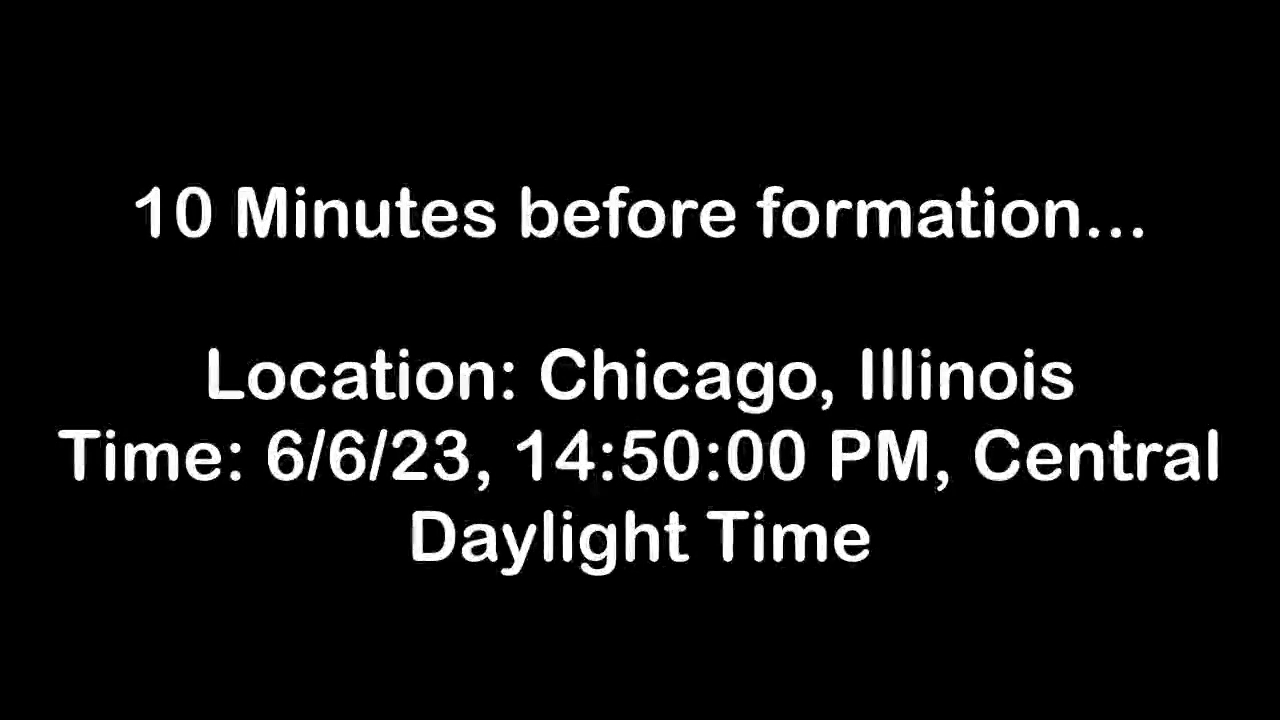 10 Minutes before formation...
Location: Chicago, Illinois
Time: 6/6/23, 14:50:00 PM, Central
Daylight Time